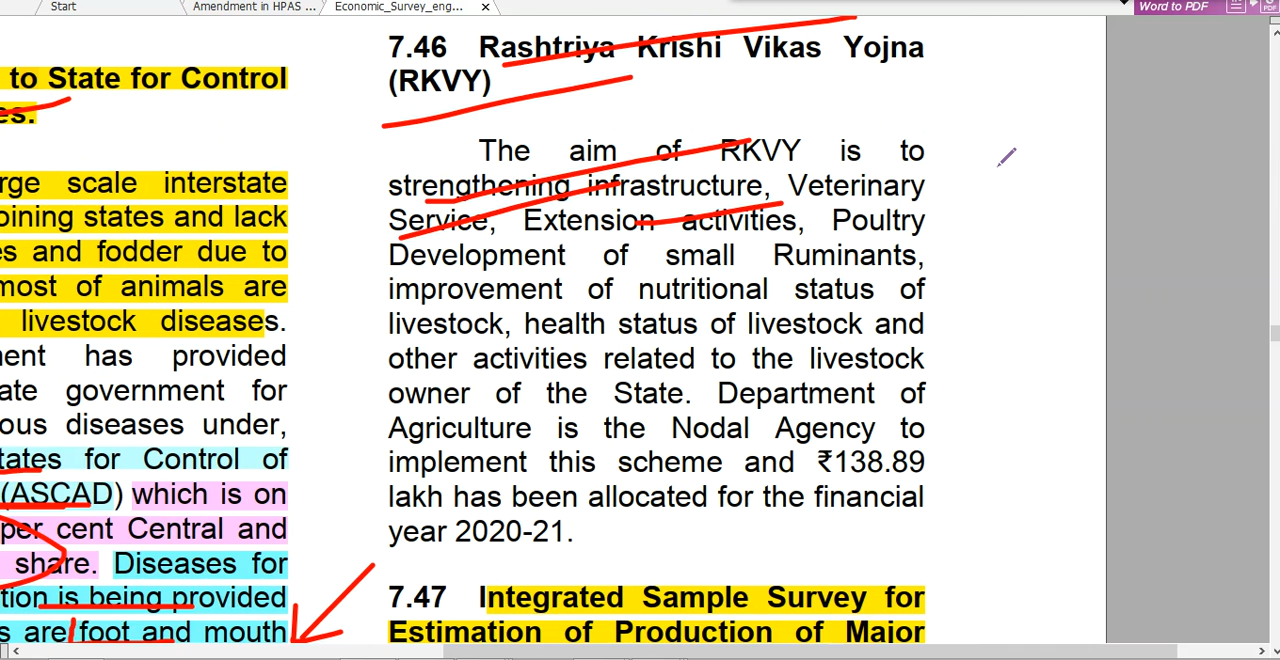 Start
Amendment in HPAS ...
Economic_Survey_eng...
Word to PDF
to State for Control
es.
rge scale interstate
oining states and lack
es and fodder due to
most of animals are
livestock diseases.
ment has provided
ate government for
ous diseases under,
tates for Control of
(ASCAD) which is on
per cent Central and
share. Diseases for
tion is being provided
s are foot and mouth
7.46 Rashtriya Krishi Vikas Yojna
(RKVY)
The aim of RKVY is to
strengthening infrastructure, Veterinary
Service, Extension activities, Poultry
Development of small Ruminants,
improvement of nutritional status of
livestock, health status of livestock and
other activities related to the livestock
owner of the State. Department of
Agriculture is the Nodal Agency to
implement this scheme and ₹138.89
lakh has been allocated for the financial
year 2020-21.
7.47 Integrated Sample Survey for
Estimation of Production of Major